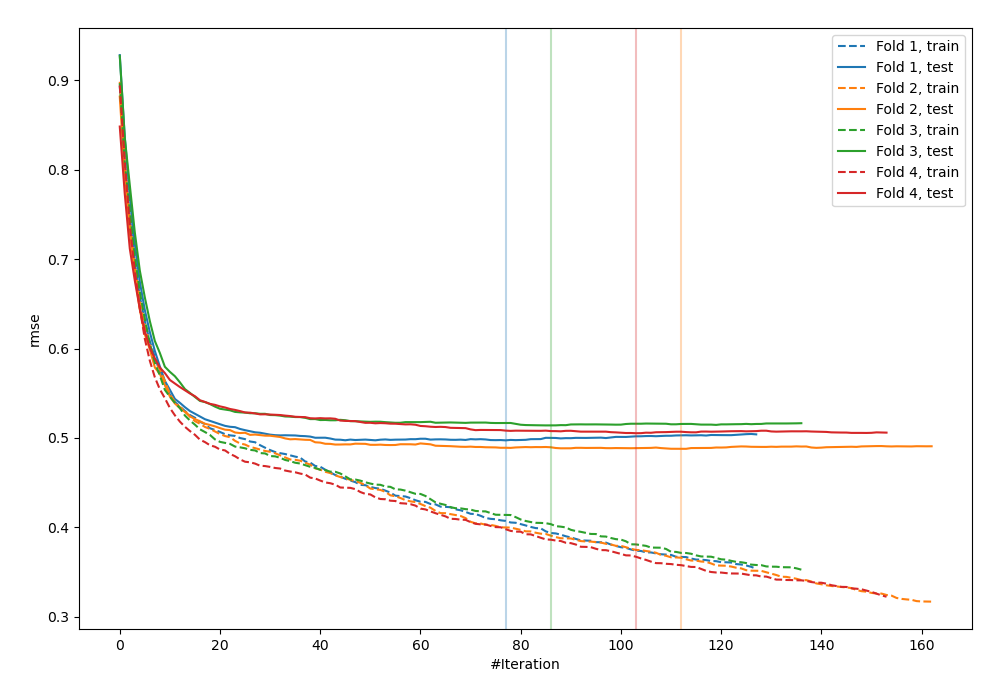 0.9
0.8
0.7
0.6
0.5
0.4
0.3
rmse
0 20 40 60 80 100 120 140 160
#Iteration
Fold 1, train
Fold 1, test
Fold 2, train
Fold 2, test
Fold 3, train
Fold 3, test
Fold 4, train
Fold 4, test